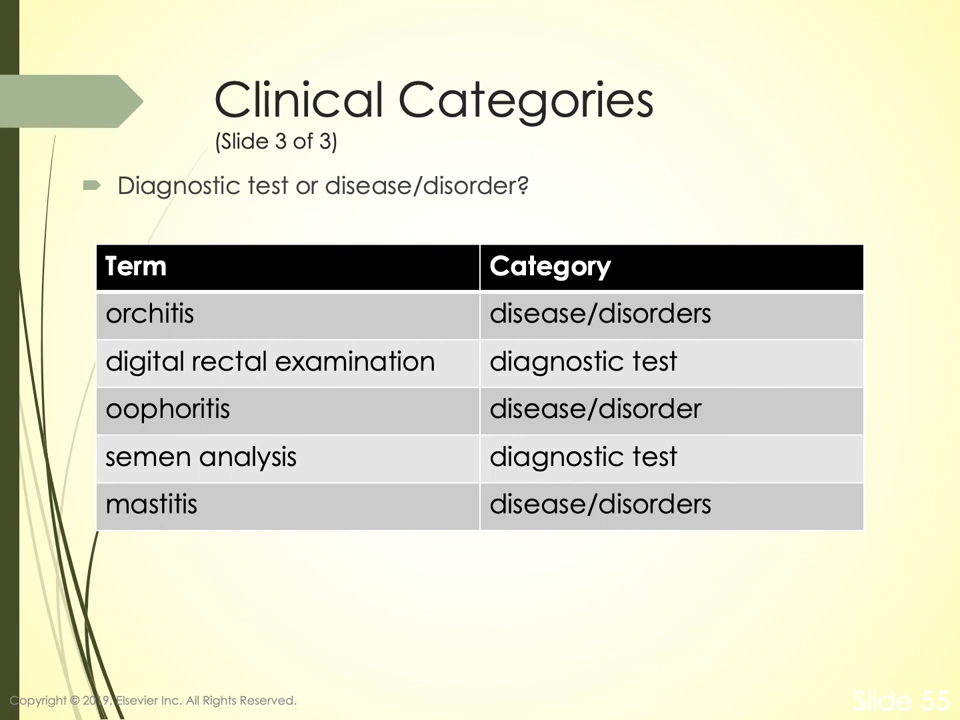 Clinical Categories
(Slide 3 of 3)
Diagnostic test or disease/disorder?
Term Category
orchitis disease/disorders
digital rectal examination diagnostic test
oophoritis disease/disorder
semen analysis diagnostic test
mastitis disease/disorders
Copyright © 2019, Elsevier Inc. All Rights Reserved.
Slide 55